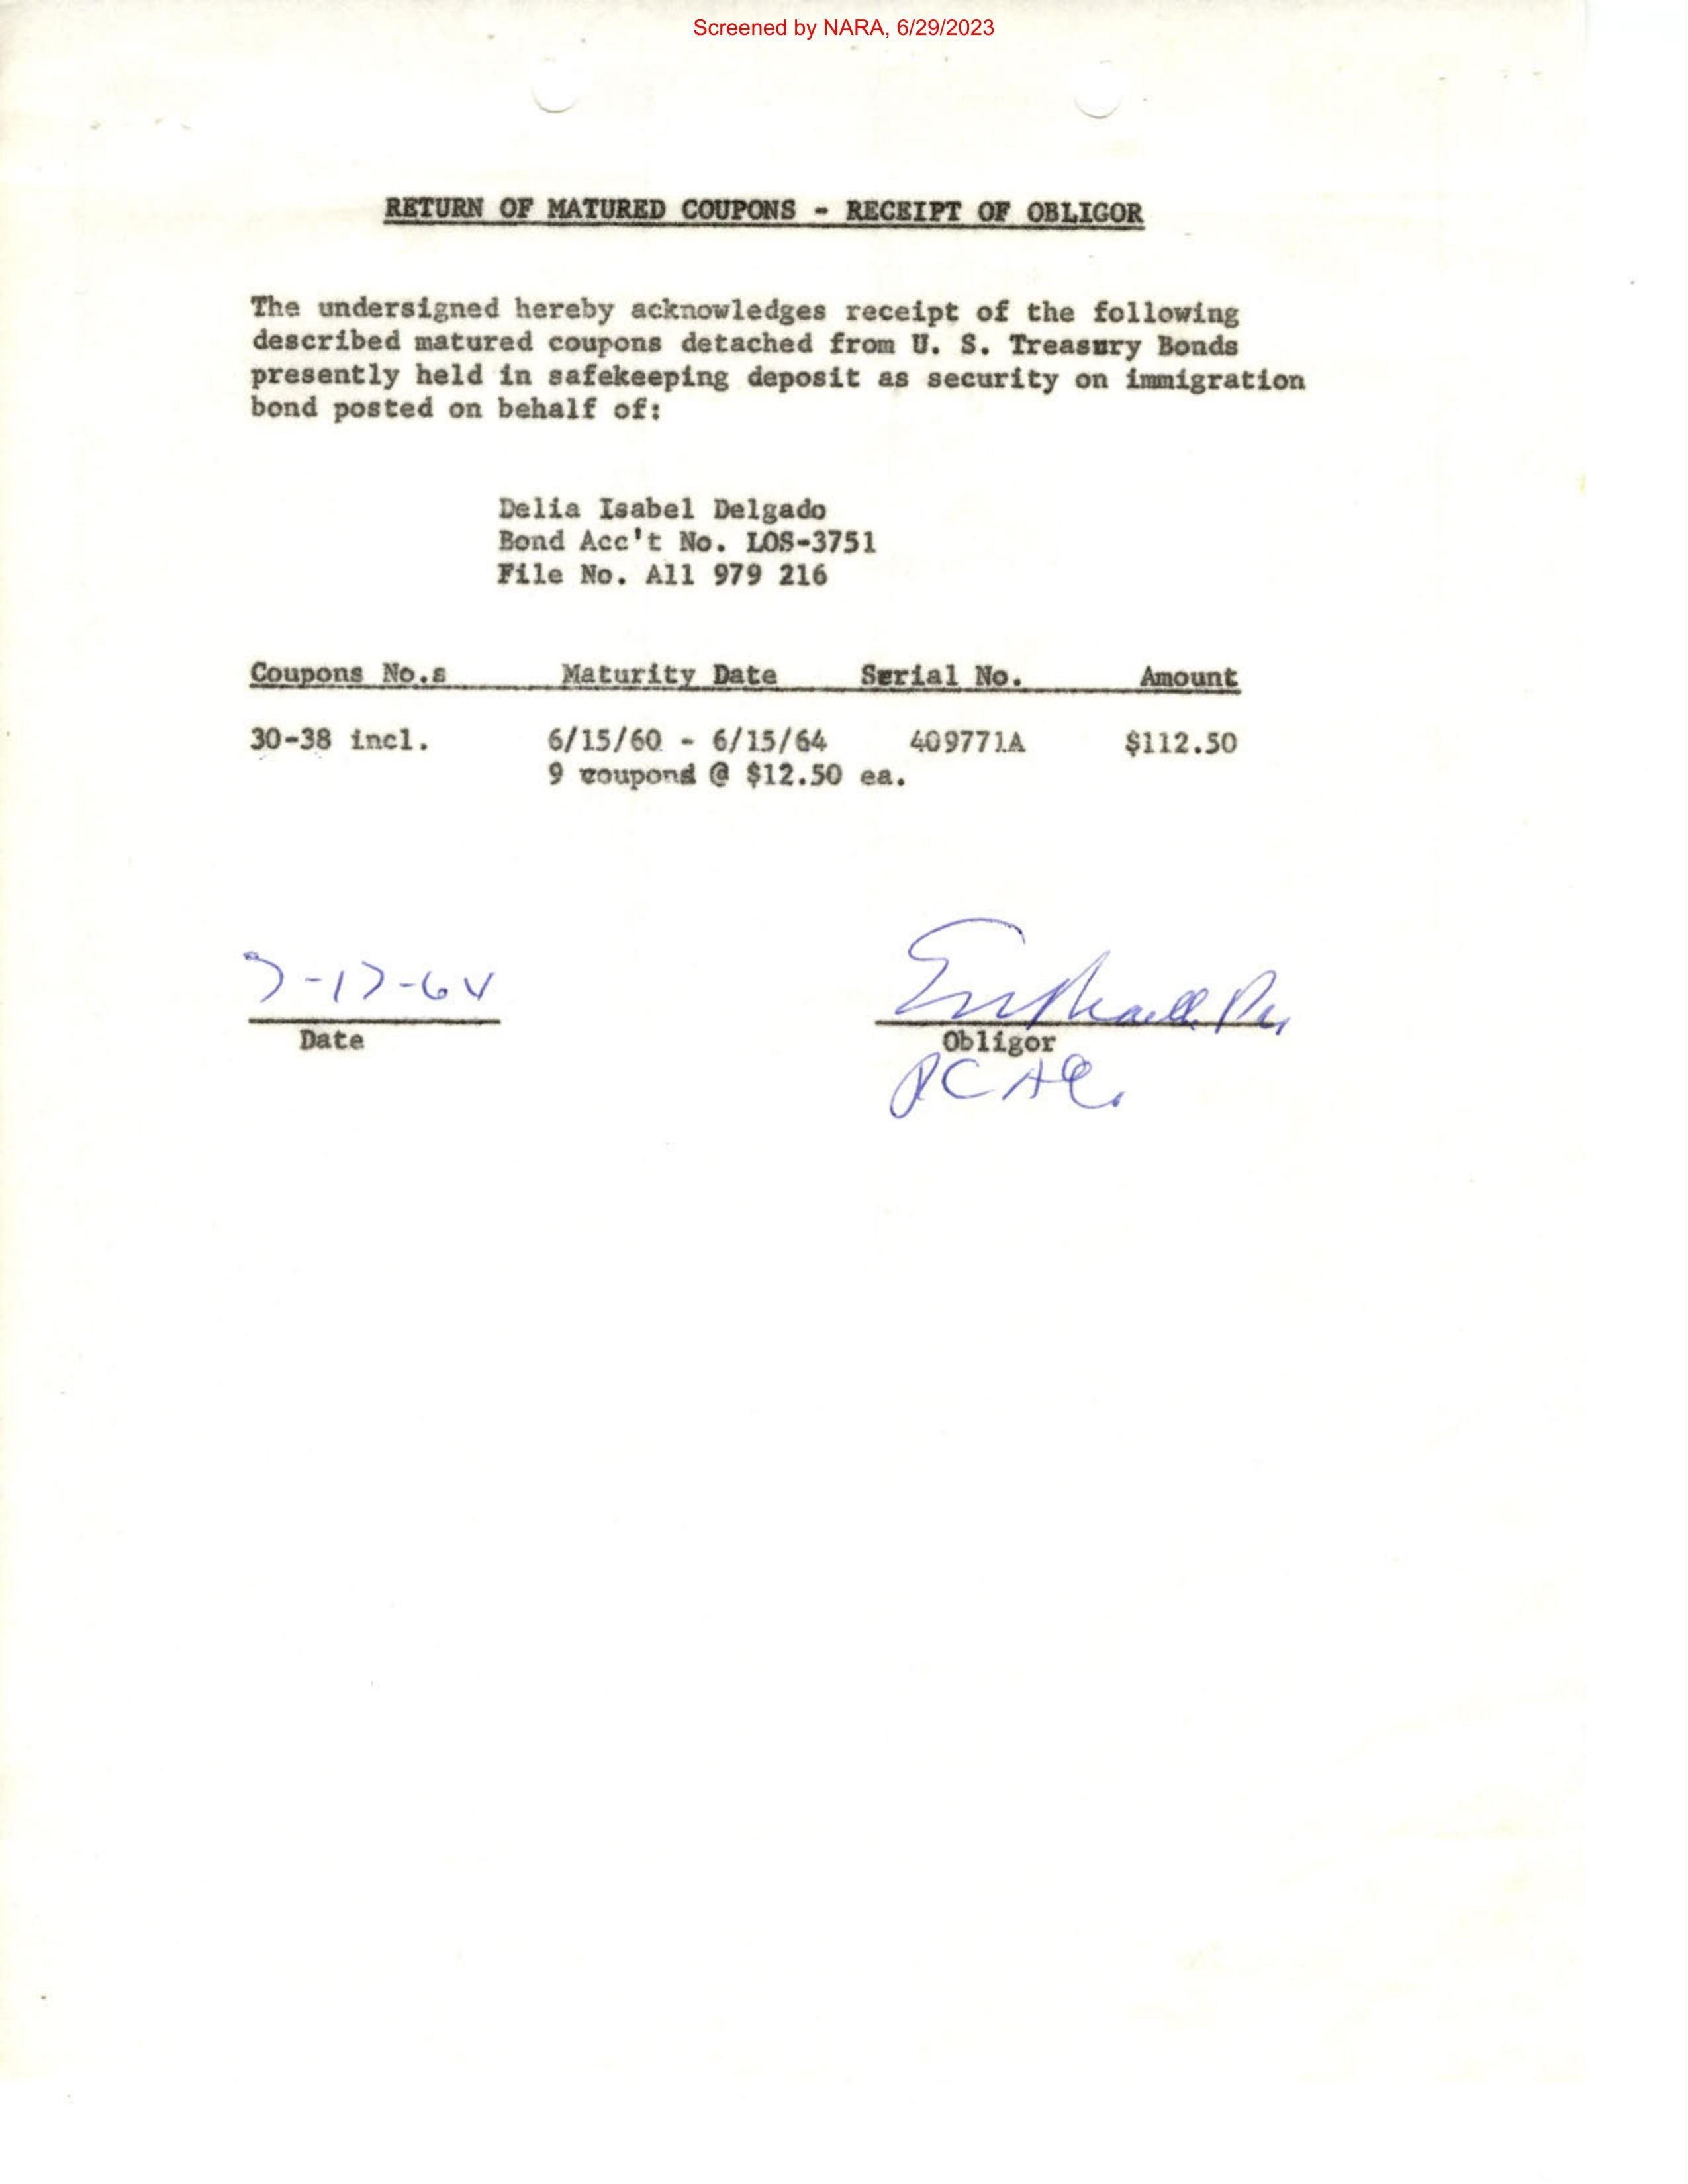 Screened by NARA, 6/29/2023
RETURN OF MATURED COUPONS - RECEIPT OF OBLIGOR
The undersigned hereby acknowledges receipt of the following
described matured coupons detached from U. S. Treasury Bonds
presently held in safekeeping deposit as security on immigration
bond posted on behalf of:
Delia Isabel Delgado
Bond Acc't No. LOS-3751
File No. A11 979 216
Coupons No.s Maturity Date Serial No. Amount
30-38 incl. 6/15/60 - 6/15/64 409771A $112.50
9 coupons @ $12.50 ea.
7-17-64
Date Obligor